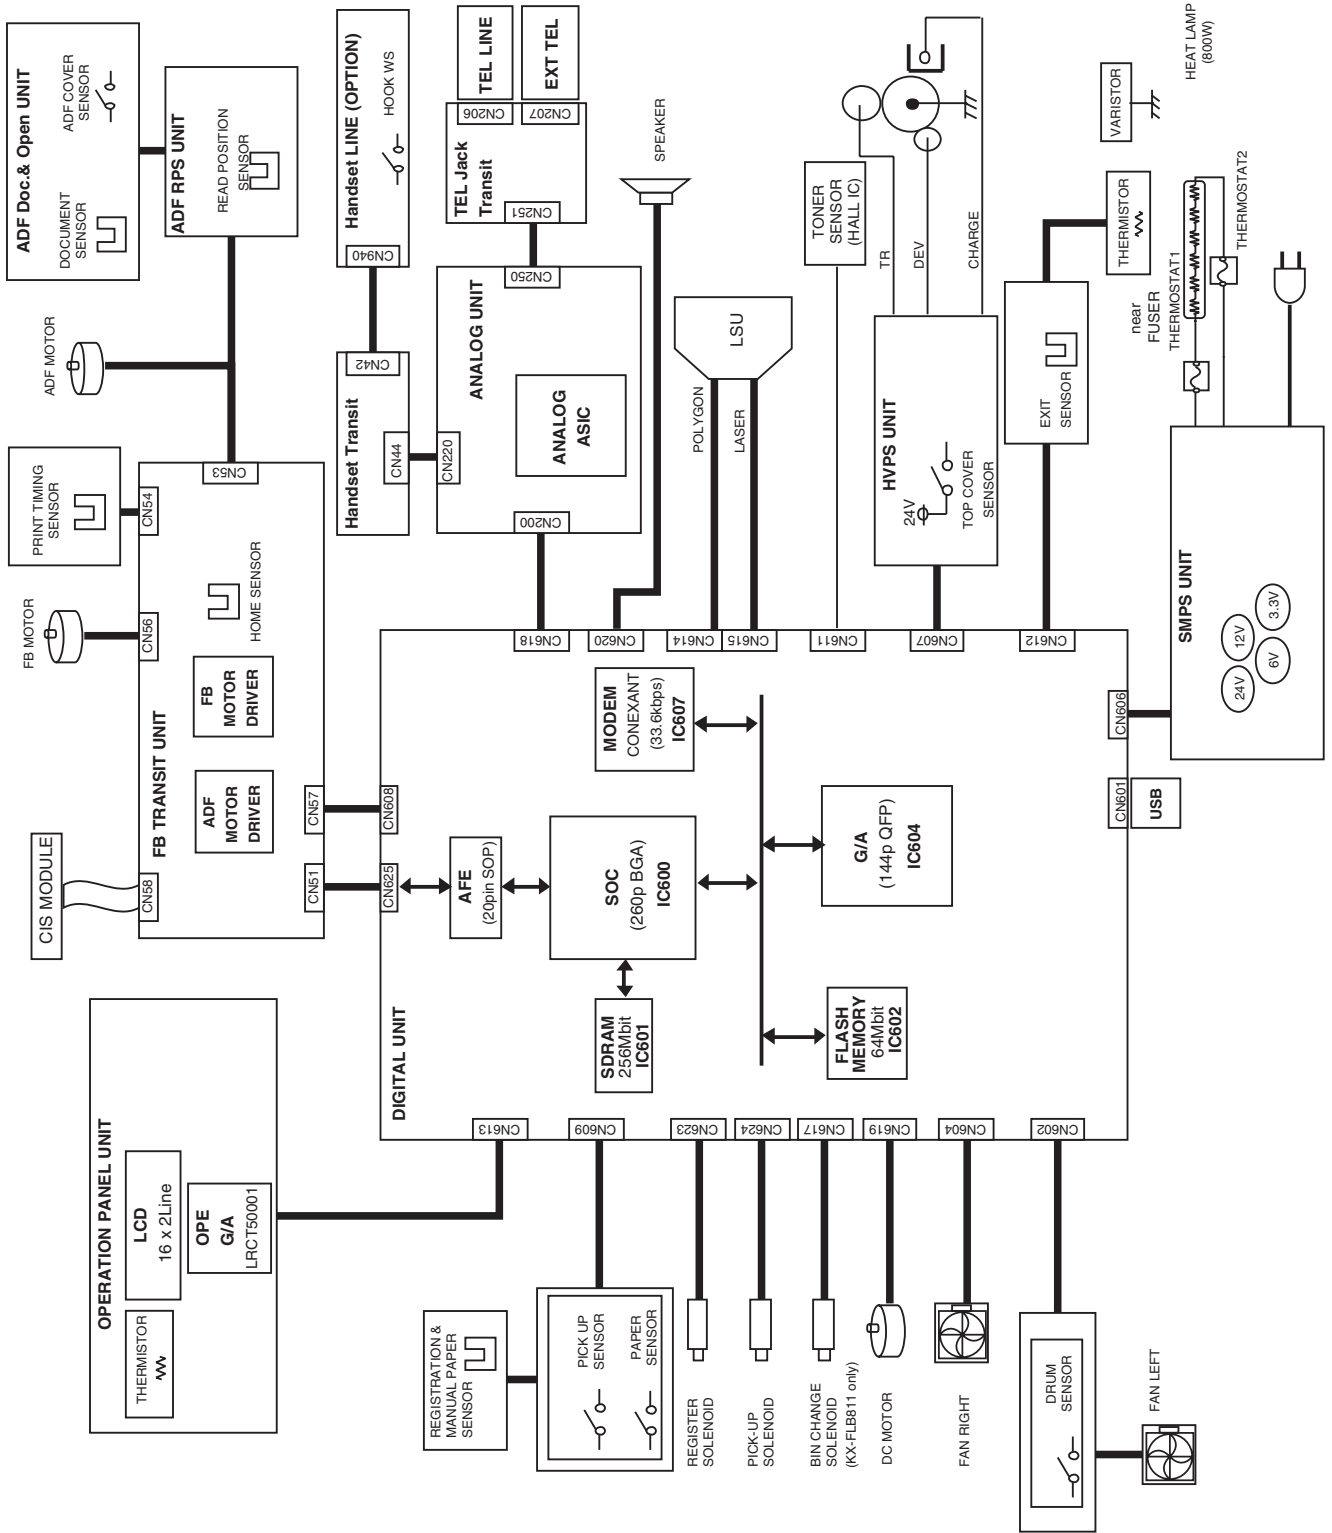 ADF Doc.& Open UNIT
DOCUMENT
SENSOR
ADF COVER
SENSOR
ADF RPS UNIT
READ POSITION
SENSOR
ADF MOTOR
PRINT TIMING
SENSOR
FB MOTOR
CIS MODULE
FB TRANSIT UNIT
CN58
CN56
CN54
CN53
CN51
CN57
ADF
MOTOR
DRIVER
FB
MOTOR
DRIVER
HOME SENSOR
Handset LINE (OPTION)
HOOK WS
CN940
Handset Transit
CN42
CN44
TEL LINE
EXT TEL
CN206
CN207
TEL Jack
Transit
CN251
ANALOG UNIT
CN250
CN220
CN200
ANALOG
ASIC
SPEAKER
LSU
POLYGON
LASER
TONER
SENSOR
(HALL IC)
TR
DEV
CHARGE
HVPS UNIT
24V
TOP COVER
SENSOR
EXIT
SENSOR
THERMISTOR
VARISTOR
HEAT LAMP
(800W)
near
FUSER
THERMOSTAT1
THERMOSTAT2
SMPS UNIT
24V
12V
6V
3.3V
DIGITAL UNIT
CN625
CN608
CN618
CN620
CN614
CN615
CN611
CN607
CN612
CN606
CN601
USB
AFE
(20pin SOP)
SOC
(260p BGA)
IC600
SDRAM
256Mbit
IC601
MODEM
CONEXANT
(33.6kbps)
IC607
G/A
(144p QFP)
IC604
FLASH
MEMORY
64Mbit
IC602
CN613
CN609
CN623
CN624
CN617
CN619
CN604
CN602
OPERATION PANEL UNIT
THERMISTOR
LCD
16 x 2Line
OPE
G/A
LRCT50001
REGISTRATION &
MANUAL PAPER
SENSOR
PICK UP
SENSOR
PAPER
SENSOR
REGISTER
SOLENOID
PICK-UP
SOLENOID
BIN CHANGE
SOLENOID
(KX-FLB811 only)
DC MOTOR
FAN RIGHT
DRUM
SENSOR
FAN LEFT